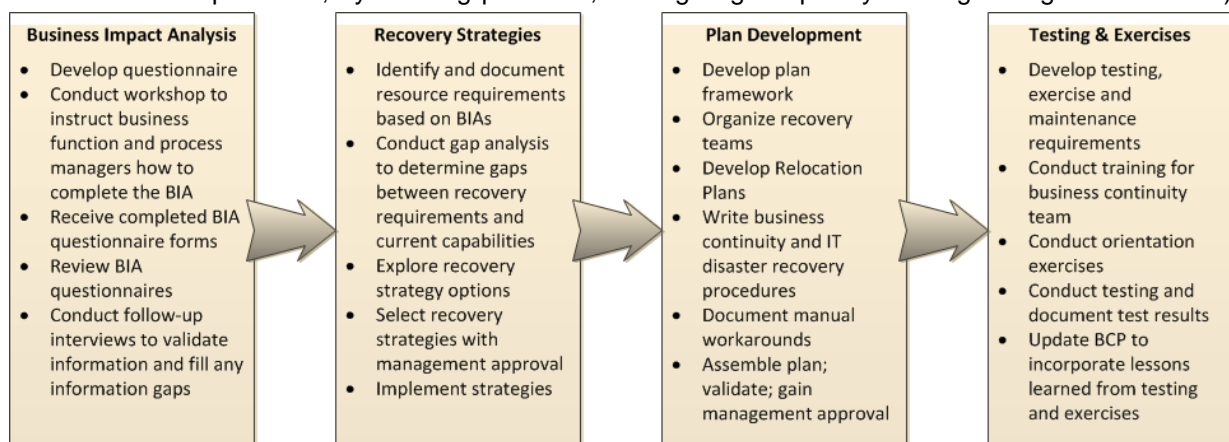 Business Impact Analysis
• Develop questionnaire
• Conduct workshop to
instruct business
function and process
managers how to
complete the BIA
• Receive completed BIA
questionnaire forms
• Review BIA
questionnaires
• Conduct follow-up
interviews to validate
information and fill any
information gaps
Recovery Strategies
• Identify and document
resource requirements
based on BIAs
• Conduct gap analysis
to determine gaps
between recovery
requirements and
current capabilities
• Explore recovery
strategy options
• Select recovery
strategies with
management approval
• Implement strategies
Plan Development
• Develop plan
framework
• Organize recovery
teams
• Develop Relocation
Plans
• Write business
continuity and IT
disaster recovery
procedures
• Document manual
workarounds
• Assemble plan;
validate; gain
management approval
Testing & Exercises
• Develop testing,
exercise and
maintenance
requirements
• Conduct training for
business continuity
team
• Conduct orientation
exercises
• Conduct testing and
document test results
• Update BCP to
incorporate lessons
learned from testing
and exercises